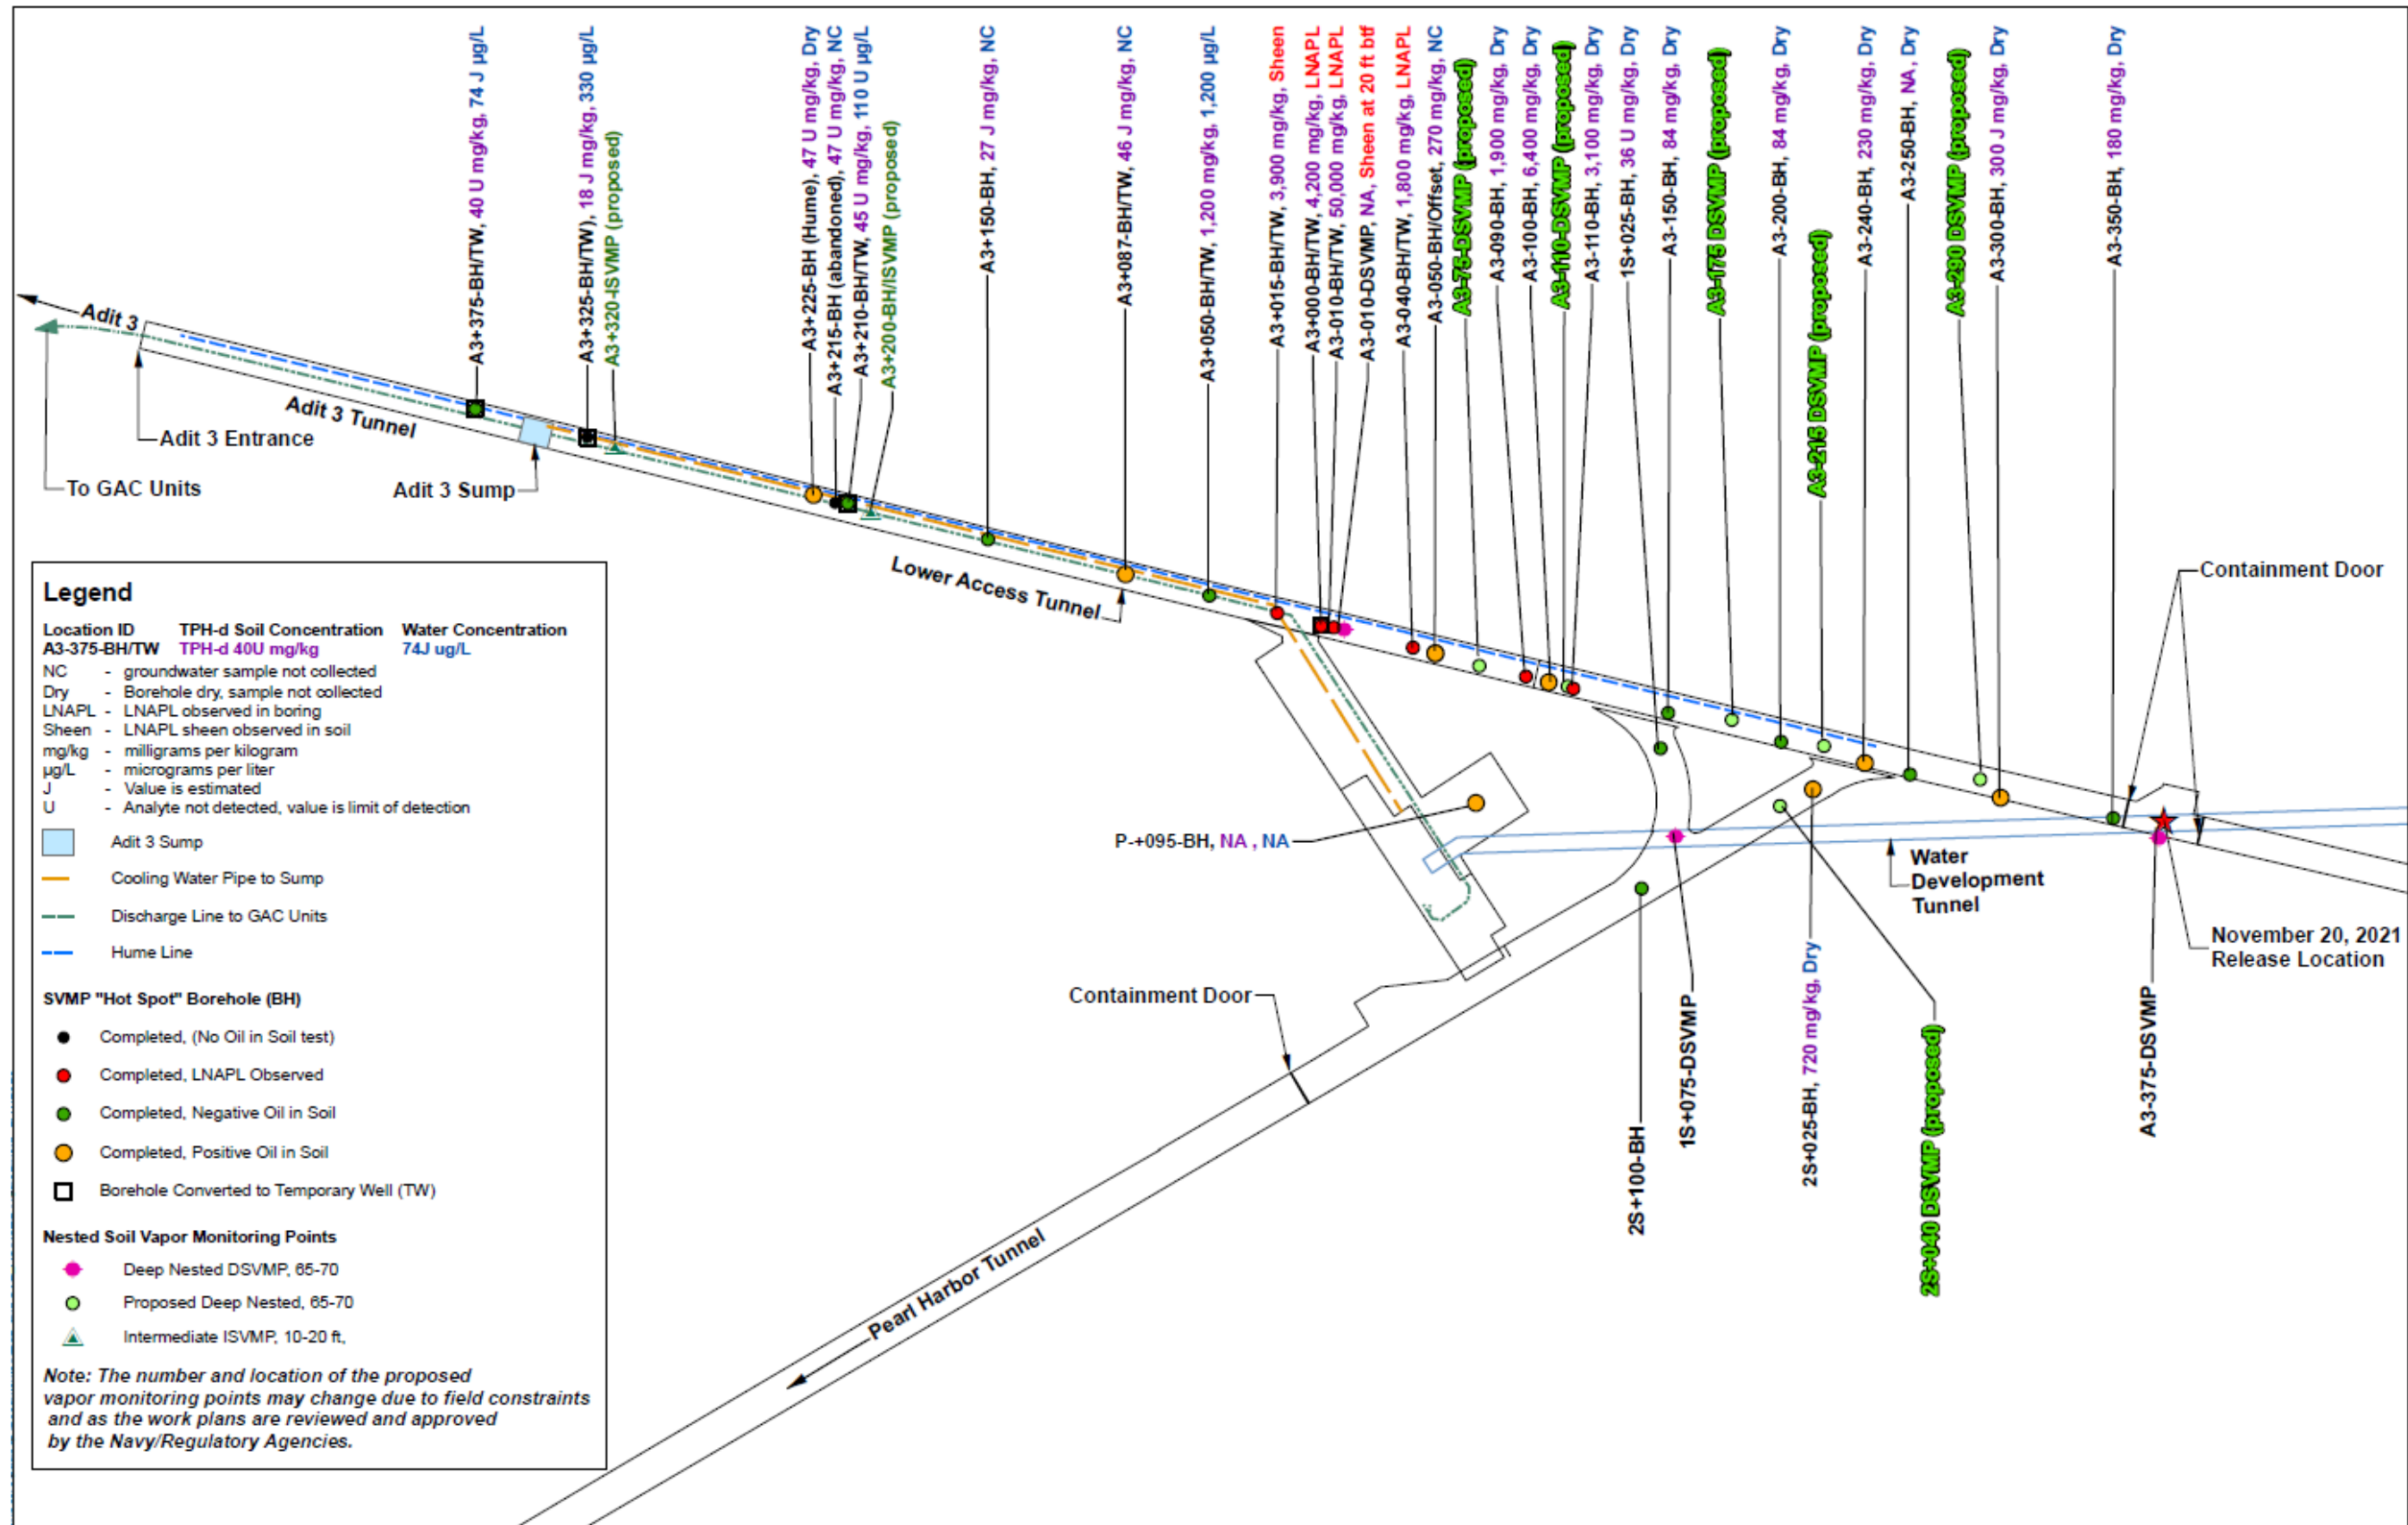 A3+375-BH/TW, 40 U mg/kg, 74 J µg/L
A3+325-BH/TW), 18 J mg/kg, 330 µg/L
A3+320-ISVMP (proposed)
A3+225-BH (Hume), 47 U mg/kg, Dry
A3+215-BH (abandoned), 47 U mg/kg, NC
A3+210-BH/TW, 45 U mg/kg, 110 U µg/L
A3+200-BH/ISVMP (proposed)
A3+150-BH, 27 J mg/kg, NC
A3+087-BH/TW, 46 J mg/kg, NC
A3+050-BH/TW, 1,200 mg/kg, 1,200 µg/L
A3+015-BH/TW, 3,900 mg/kg, Sheen
A3+000-BH/TW, 4,200 mg/kg, LNAPL
A3-010-BH/TW, 50,000 mg/kg, LNAPL
A3-010-DSVMP, NA, Sheen at 20 ft btf
A3-040-BH/TW, 1,800 mg/kg, LNAPL
A3-050-BH/Offset, 270 mg/kg, NC
A3-75-DSVMP (proposed)
A3-090-BH, 1,900 mg/kg, Dry
A3-100-BH, 6,400 mg/kg, Dry
A3-110-DSVMP (proposed)
A3-110-BH, 3,100 mg/kg, Dry
1S+025-BH, 36 U mg/kg, Dry
A3-150-BH, 84 mg/kg, Dry
A3-175 DSVMP (proposed)
A3-200-BH, 84 mg/kg, Dry
A3-215 DSVMP (proposed)
A3-240-BH, 230 mg/kg, Dry
A3-250-BH, NA, Dry
A3-290 DSVMP (proposed)
A3-300-BH, 300 J mg/kg, Dry
A3-350-BH, 180 mg/kg, Dry
Adit 3
Adit 3 Tunnel
Adit 3 Entrance
To GAC Units
Adit 3 Sump
Lower Access Tunnel
Containment Door
P-+095-BH, NA , NA
Water
Development
Tunnel
November 20, 2021
Release Location
Containment Door
2S+100-BH
1S+075-DSVMP
2S+025-BH, 720 mg/kg, Dry
2S+040 DSVMP (proposed)
A3-375-DSVMP
Pearl Harbor Tunnel
Legend
Location ID TPH-d Soil Concentration Water Concentration
A3-375-BH/TW TPH-d 40U mg/kg 74J ug/L
NC - groundwater sample not collected
Dry - Borehole dry, sample not collected
LNAPL - LNAPL observed in boring
Sheen - LNAPL sheen observed in soil
mg/kg - milligrams per kilogram
µg/L - micrograms per liter
J - Value is estimated
U - Analyte not detected, value is limit of detection
Adit 3 Sump
Cooling Water Pipe to Sump
Discharge Line to GAC Units
Hume Line
SVMP "Hot Spot" Borehole (BH)
Completed, (No Oil in Soil test)
Completed, LNAPL Observed
Completed, Negative Oil in Soil
Completed, Positive Oil in Soil
Borehole Converted to Temporary Well (TW)
Nested Soil Vapor Monitoring Points
Deep Nested DSVMP, 65-70
Proposed Deep Nested, 65-70
Intermediate ISVMP, 10-20 ft,
Note: The number and location of the proposed
vapor monitoring points may change due to field constraints
and as the work plans are reviewed and approved
by the Navy/Regulatory Agencies.